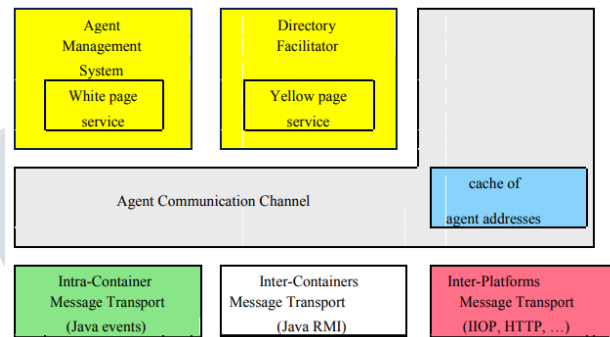 Agent
Management
System
White page
service
Directory
Facilitator
Yellow page
service
Agent Communication Channel
cache of
agent addresses
Intra-Container
Message Transport
(Java events)
Inter-Containers
Message Transport
(Java RMI)
Inter-Platforms
Message Transport
(IIOP, HTTP, …)